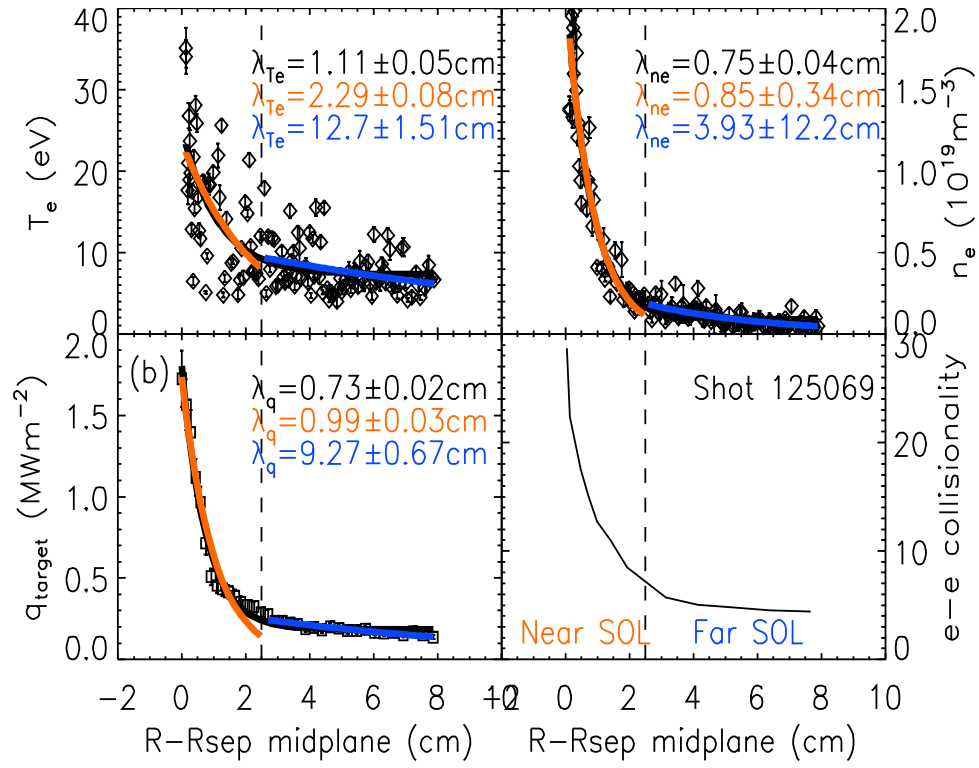 40
30
20
10
0
T_e (eV)
λ_Te=1.11±0.05cm
λ_Te=2.29±0.08cm
λ_Te=12.7±1.51cm
λ_ne=0.75±0.04cm
λ_ne=0.85±0.34cm
λ_ne=3.93±12.2cm
2.0
1.5
1.0
0.5
0.0
n_e (10^19 m^-3)
2.0
1.5
1.0
0.5
0.0
q_target (MWm^-2)
(b)
λ_q=0.73±0.02cm
λ_q=0.99±0.03cm
λ_q=9.27±0.67cm
Shot 125069
Near SOL
Far SOL
30
20
10
0
e-e collisionality
-2 0 2 4 6 8
0 2 4 6 8 10
R-Rsep midplane (cm)
R-Rsep midplane (cm)